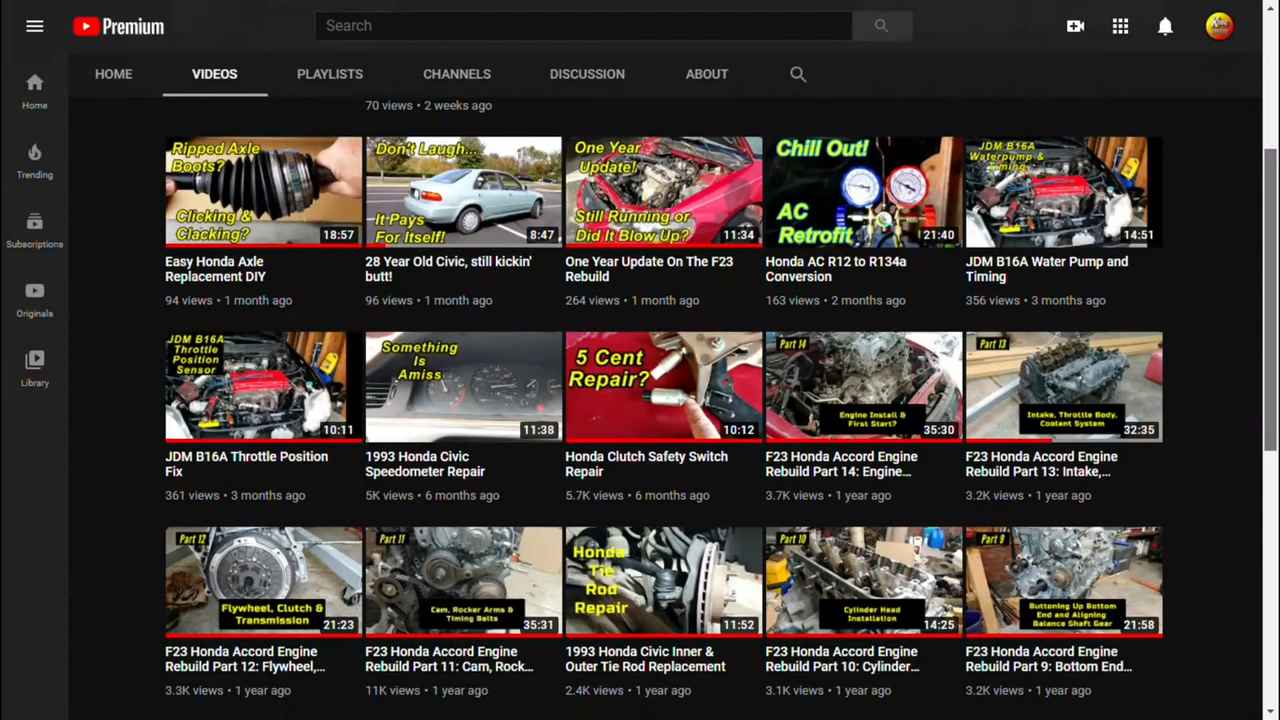 Premium
Search
HOME
VIDEOS
PLAYLISTS
CHANNELS
DISCUSSION
ABOUT
Home
Trending
Subscriptions
Originals
Library
70 views • 2 weeks ago
Ripped Axle
Boots?
Clicking &
Clacking?
18:57
Easy Honda Axle
Replacement DIY
94 views • 1 month ago
Don't Laugh...
It Pays
For Itself!
8:47
28 Year Old Civic, still kickin'
butt!
96 views • 1 month ago
One Year
Update!
Still Running or
Did It Blow Up?
11:34
One Year Update On The F23
Rebuild
264 views • 1 month ago
Chill Out!
AC
Retrofit
21:40
Honda AC R12 to R134a
Conversion
163 views • 2 months ago
JDM B16A
Waterpump &
Timing
14:51
JDM B16A Water Pump and
Timing
356 views • 3 months ago
JDM B16A
Throttle
Position
Sensor
10:11
JDM B16A Throttle Position
Fix
361 views • 3 months ago
Something
Is
Amiss
11:38
1993 Honda Civic
Speedometer Repair
5K views • 6 months ago
5 Cent
Repair?
10:12
Honda Clutch Safety Switch
Repair
5.7K views • 6 months ago
Part 14
Engine Install &
First Start?
35:30
F23 Honda Accord Engine
Rebuild Part 14: Engine...
3.7K views • 1 year ago
Part 13
Intake, Throttle Body,
Coolant System
32:35
F23 Honda Accord Engine
Rebuild Part 13: Intake,...
3.2K views • 1 year ago
Part 12
Flywheel, Clutch &
Transmission
21:23
F23 Honda Accord Engine
Rebuild Part 12: Flywheel,...
3.3K views • 1 year ago
Part 11
Cam, Rocker Arms &
Timing Belts
35:31
F23 Honda Accord Engine
Rebuild Part 11: Cam, Rock...
11K views • 1 year ago
Honda
Tie
Rod
Repair
11:52
1993 Honda Civic Inner &
Outer Tie Rod Replacement
2.4K views • 1 year ago
Part 10
Cylinder Head
Installation
14:25
F23 Honda Accord Engine
Rebuild Part 10: Cylinder...
3.1K views • 1 year ago
Part 9
Buttoning Up Bottom
End and Aligning
Balance Shaft Gear
21:58
F23 Honda Accord Engine
Rebuild Part 9: Bottom End...
3.2K views • 1 year ago